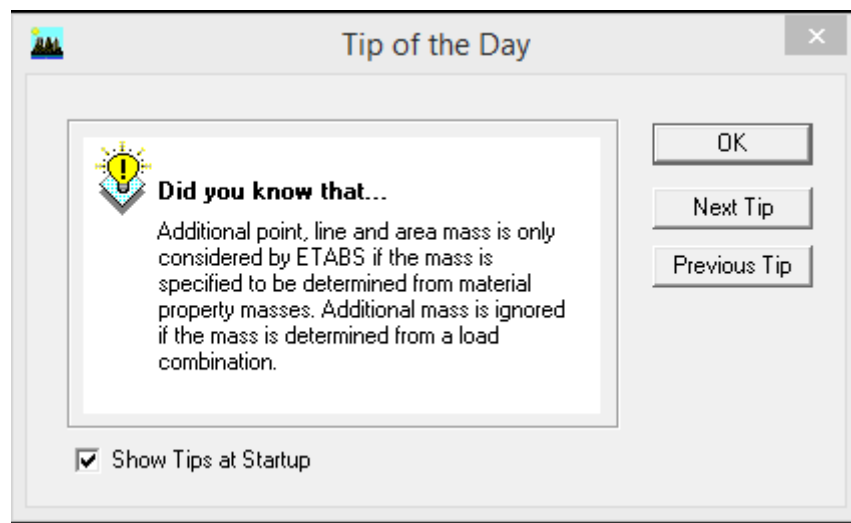 Tip of the Day
Did you know that...
Additional point, line and area mass is only
considered by ETABS if the mass is
specified to be determined from material
property masses. Additional mass is ignored
if the mass is determined from a load
combination.
OK
Next Tip
Previous Tip
Show Tips at Startup